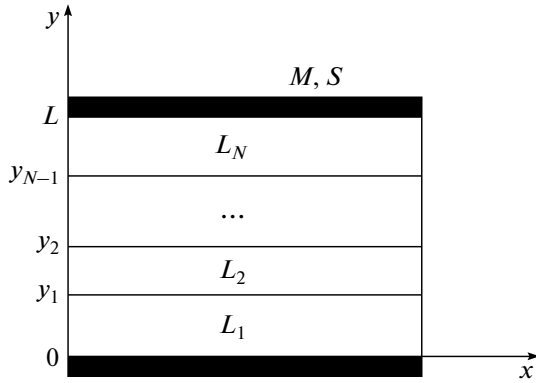 y
M, S
L
L_N
y_{N–1}
...
y_2
L_2
y_1
L_1
0
x